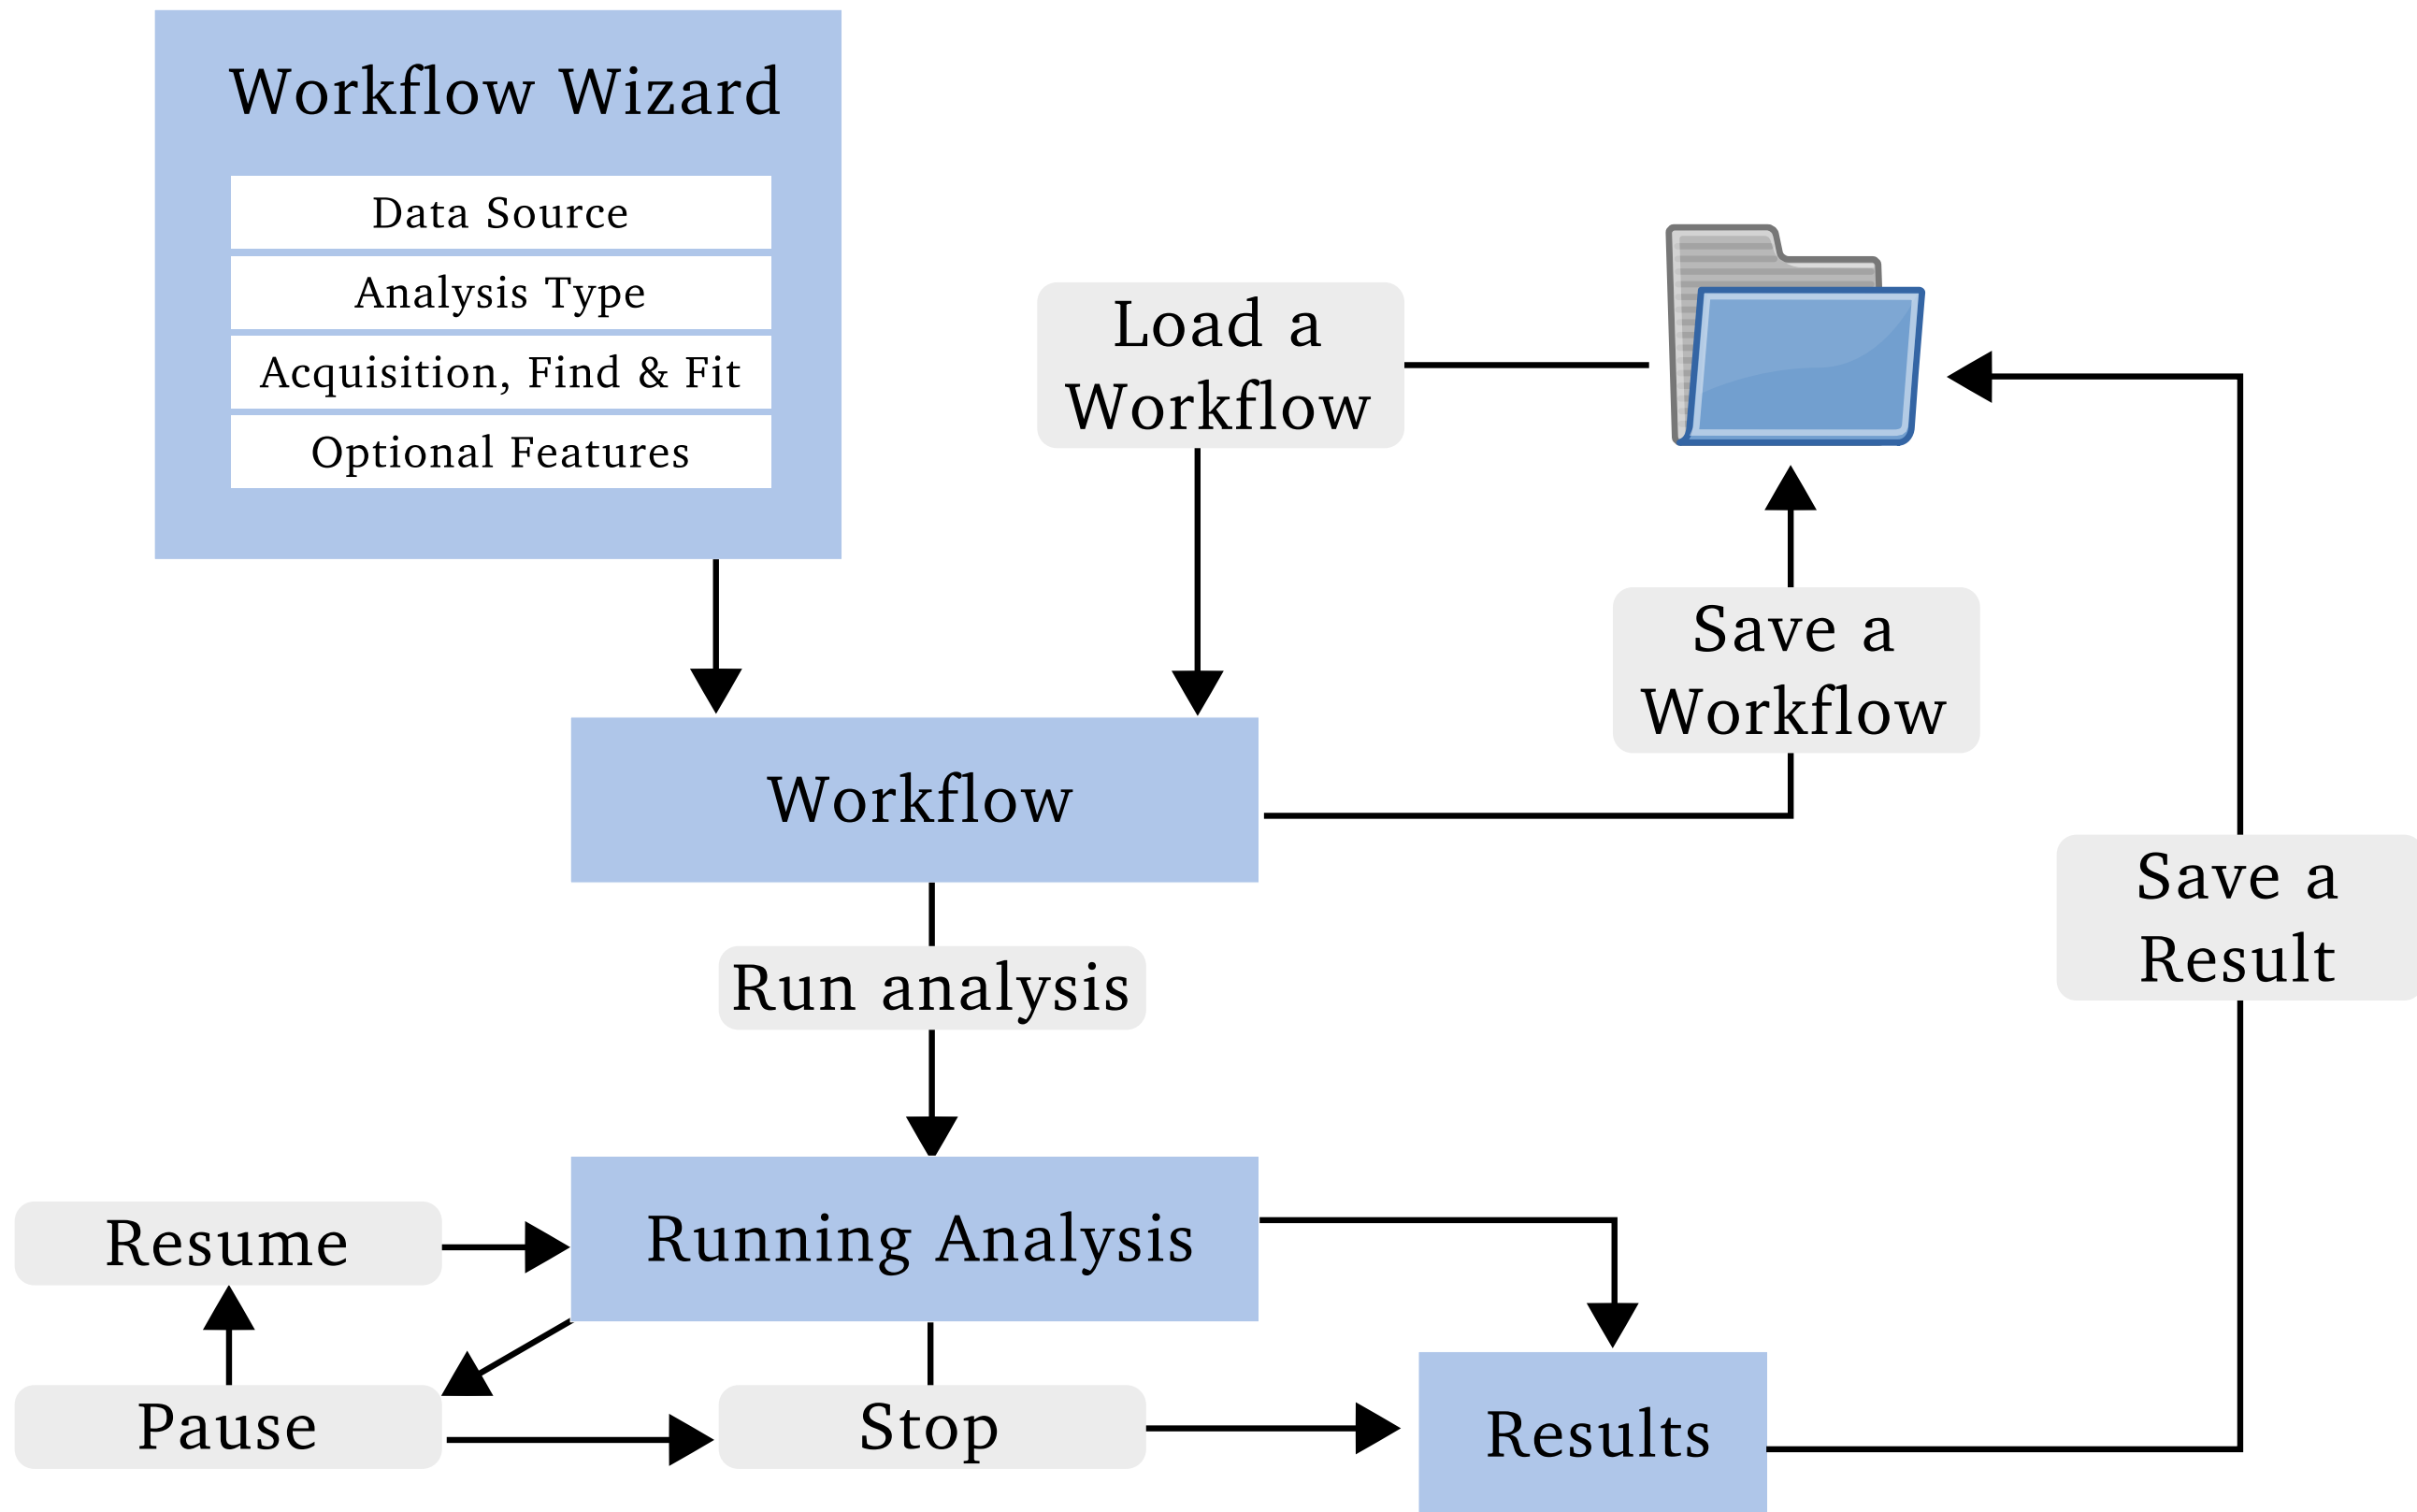 Workflow Wizard
Data Source
Analysis Type
Acquisition, Find & Fit
Optional Features
Load a
Workflow
Save a
Workflow
Workflow
Save a
Result
Run analysis
Running Analysis
Resume
Pause
Stop
Results